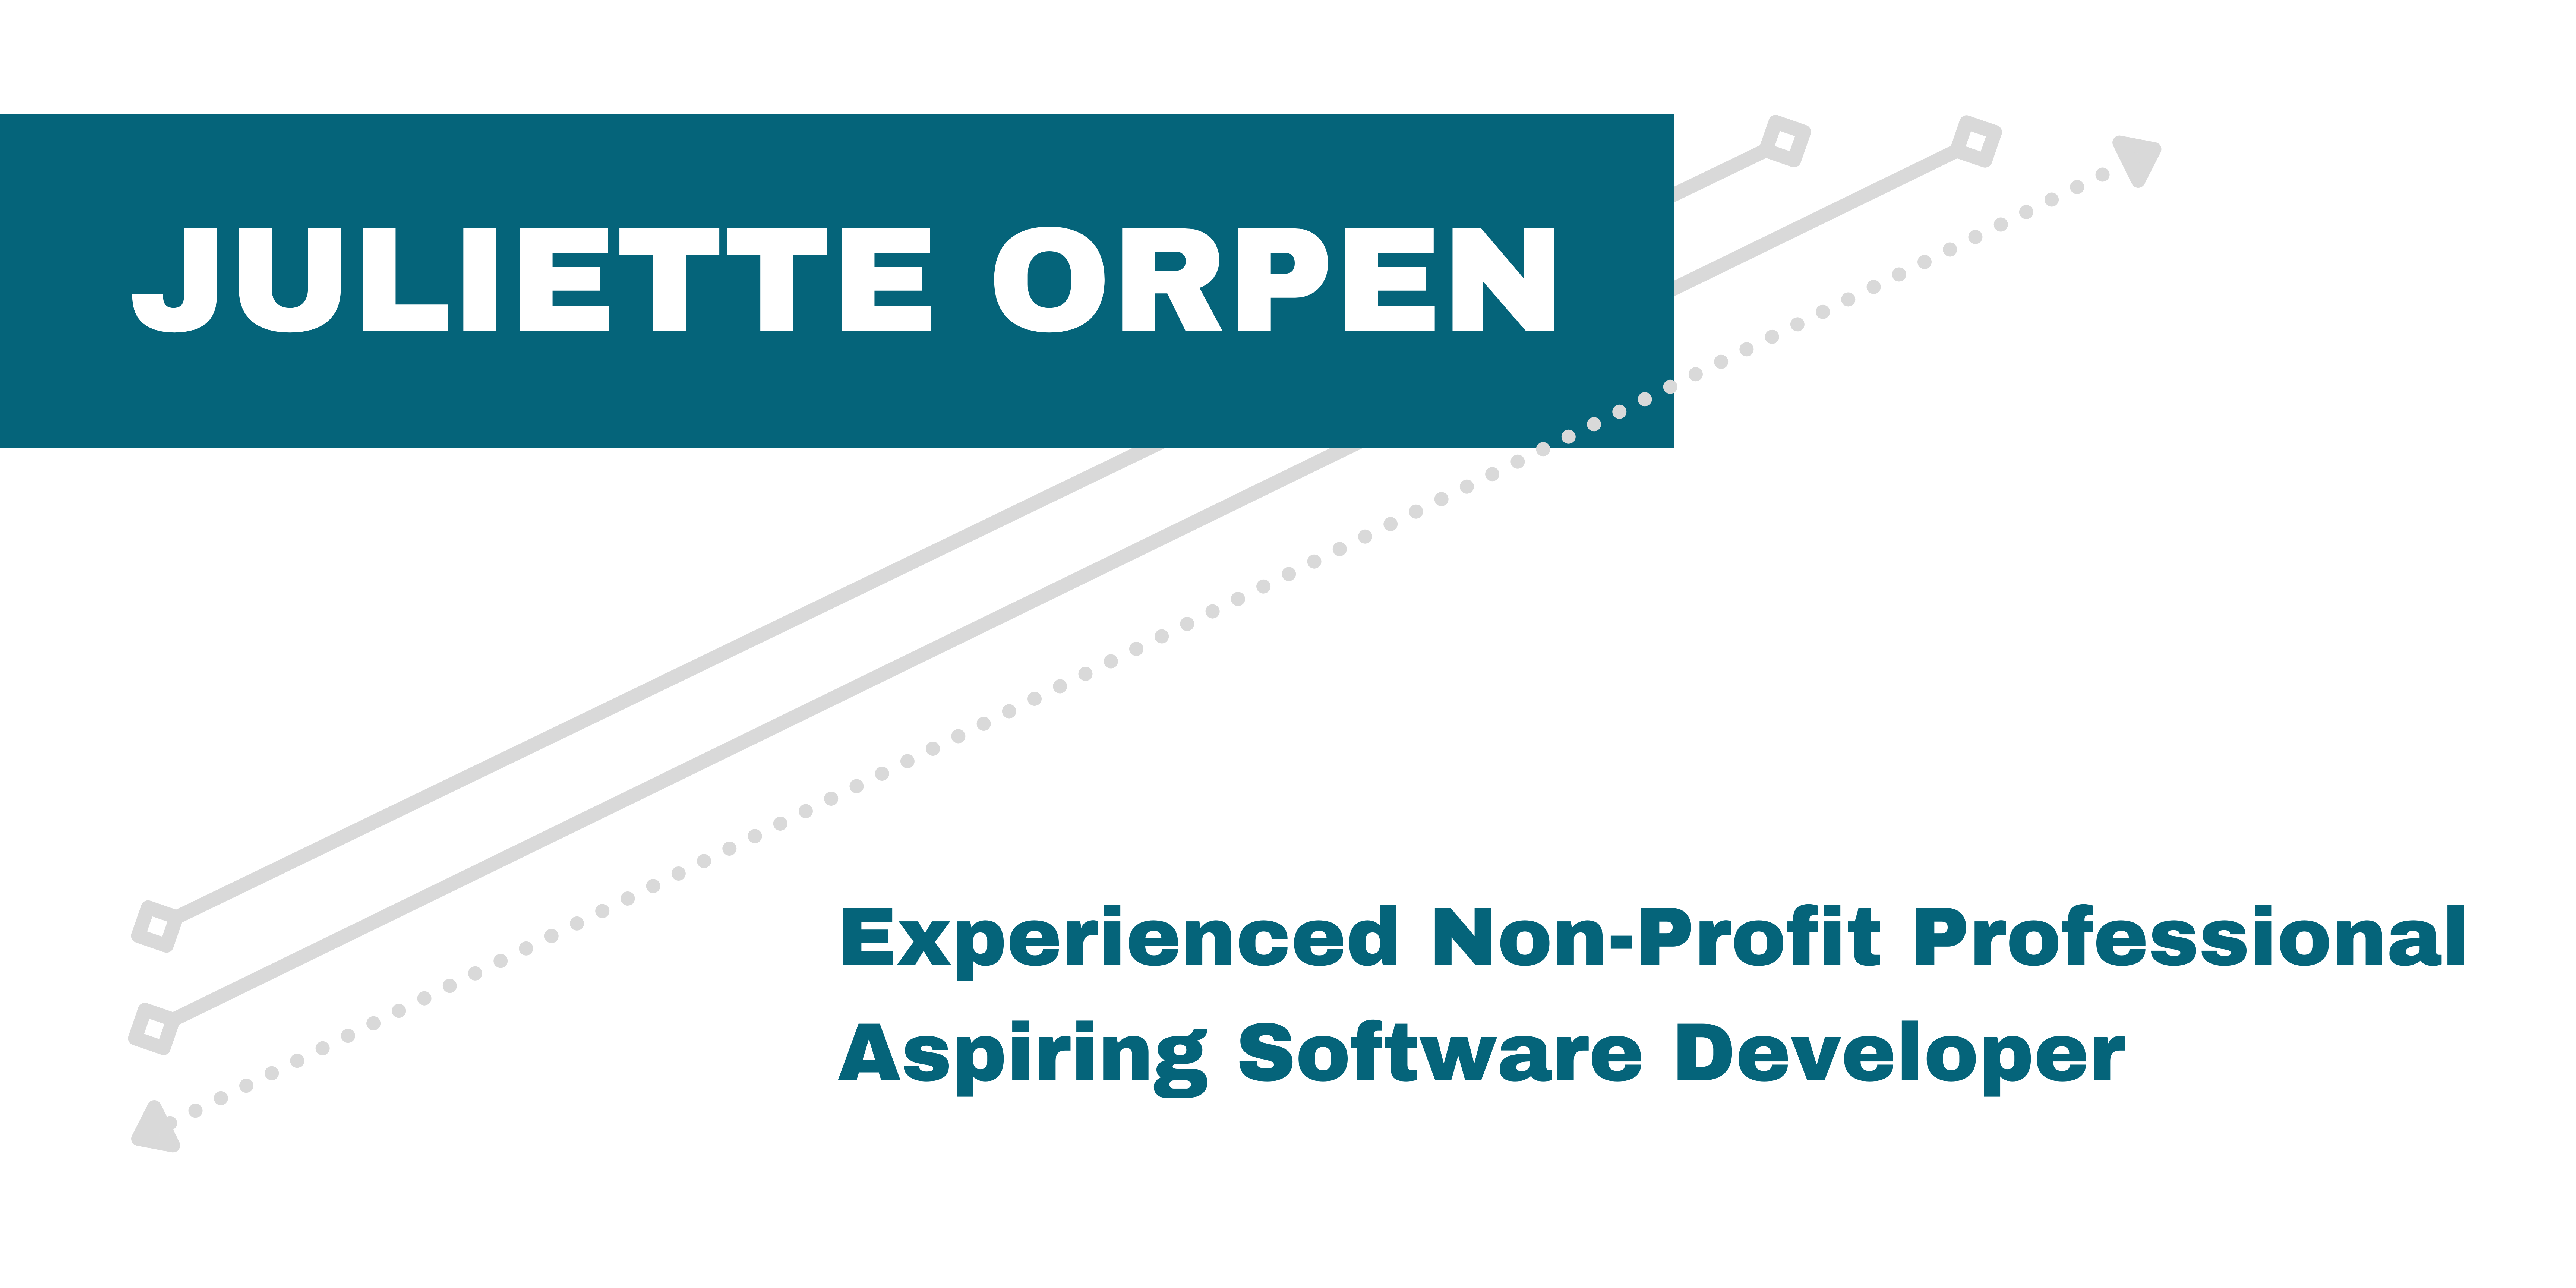 JULIETTE ORPEN
Experienced Non-Profit Professional
Aspiring Software Developer